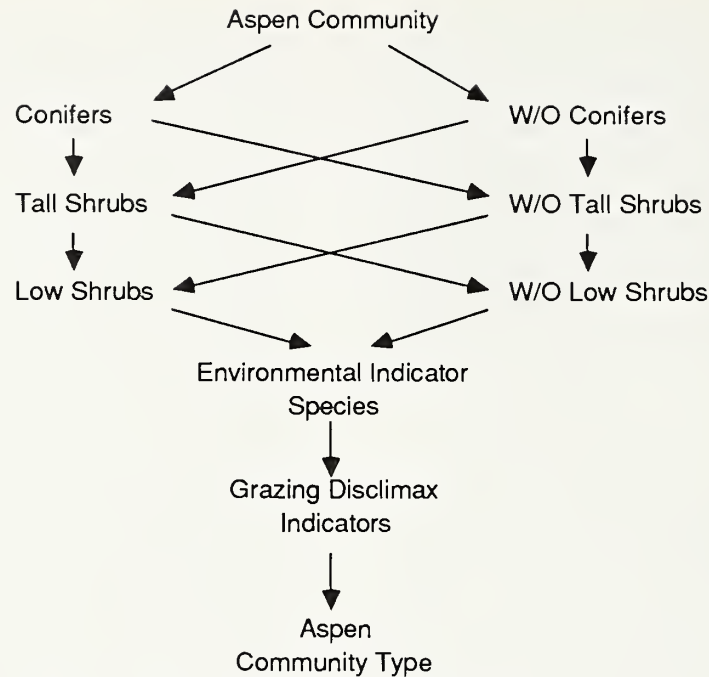 Aspen Community
Conifers
W/O Conifers
Tall Shrubs
W/O Tall Shrubs
Low Shrubs
W/O Low Shrubs
Environmental Indicator
Species
Grazing Disclimax
Indicators
Aspen
Community Type